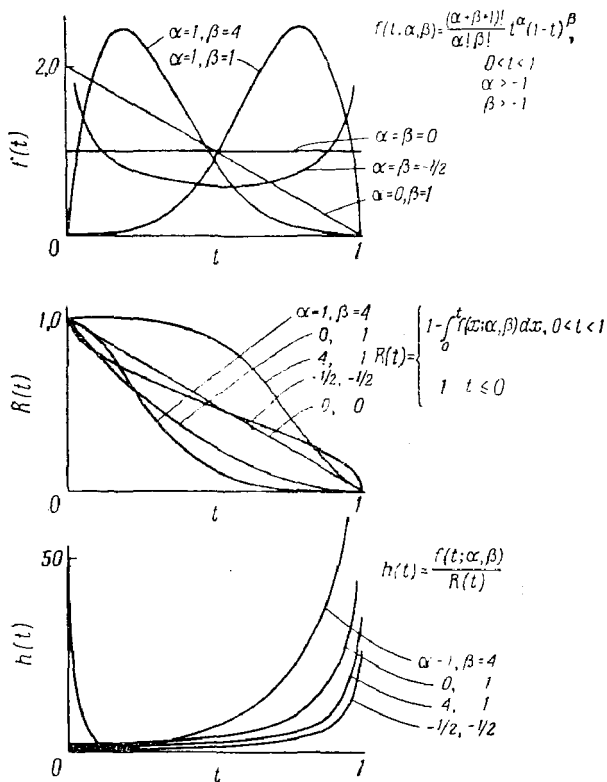 α=1, β=4
α=1, β=1
f(t, α, β) = (α+β+1)! / α! β! t^α (1-t)^β,
0<t<1
α>-1
β>-1
2,0
f(t)
α=β=0
α=β=-1/2
α=0, β=1
0
t
1
1,0
R(t)
α=1, β=4
0, 1
4, 1
-1/2, -1/2
0, 0
R(t) = { 1-∫₀ᵗ f(x; α, β)dx, 0<t<1
1 t ≤ 0
0
t
1
50
h(t)
h(t) = f(t; α, β) / R(t)
α=1, β=4
0, 1
4, 1
-1/2, -1/2
0
t
1